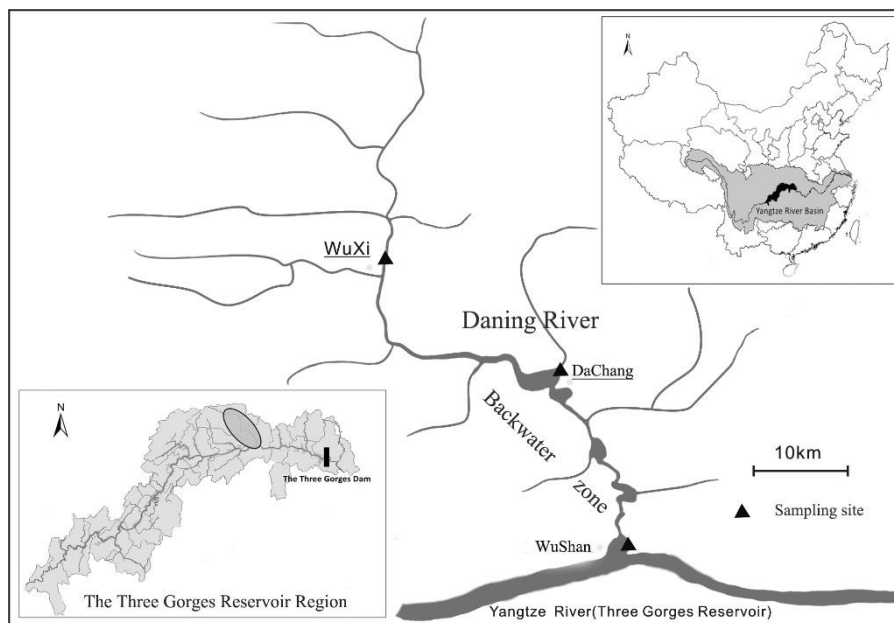 N
Yangtze River Basin
WuXi
Daning River
DaChang
Backwater
zone
N
The Three Gorges Dam
The Three Gorges Reservoir Region
10km
Sampling site
WuShan
Yangtze River(Three Gorges Reservoir)